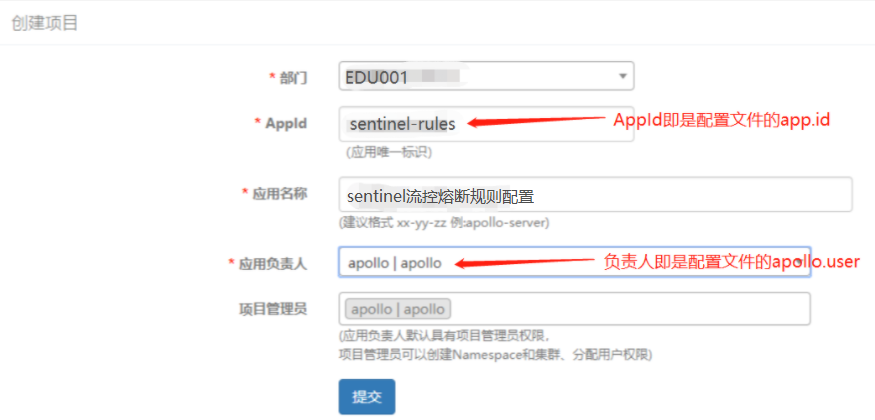 创建项目
* 部门 EDU001
* AppId sentinel-rules AppId即是配置文件的app.id
(应用唯一标识)
* 应用名称 sentinel流控熔断规则配置
(建议格式 xx-yy-zz 例:apollo-server)
* 应用负责人 apollo | apollo 负责人即是配置文件的apollo.user
项目管理员 apollo | apollo
(应用负责人默认具有项目管理员权限,
项目管理员可以创建Namespace和集群、分配用户权限)
提交